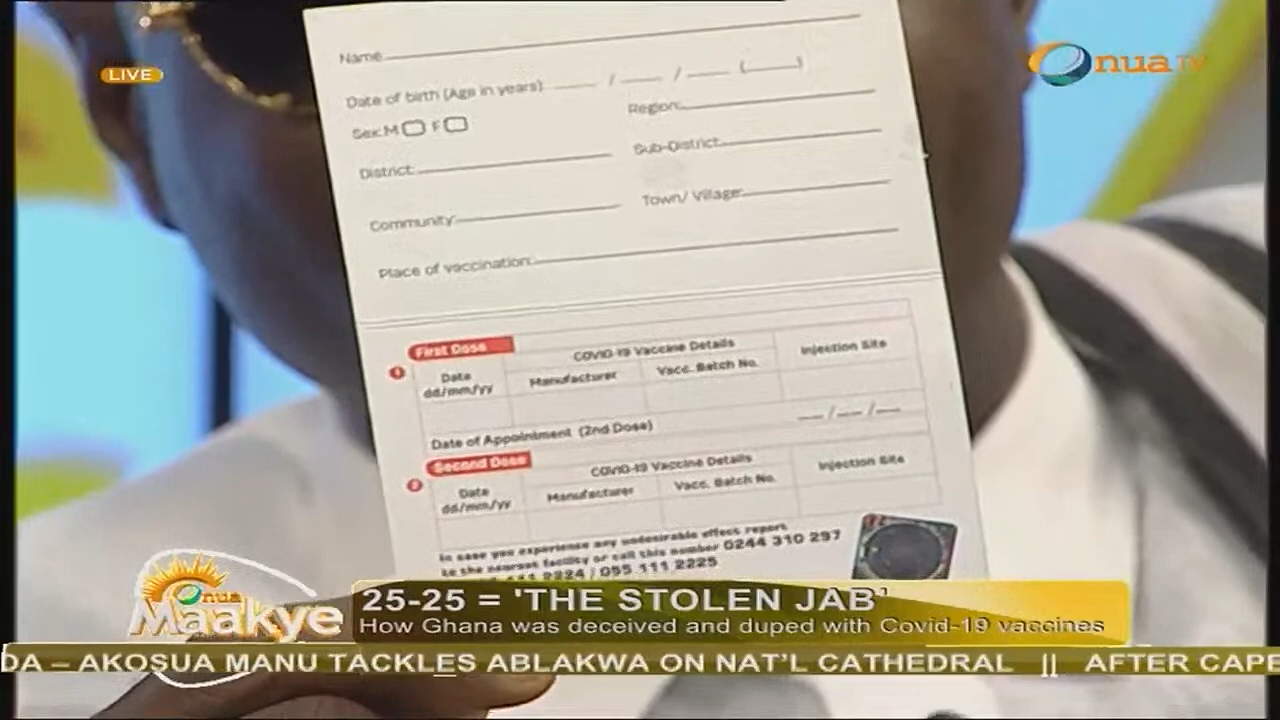 LIVE
Onua TV
Name
Date of birth (Age in years) / / ( )
Sex: M F
Region:
District:
Sub-District:
Community:
Town/ Village:
Place of vaccination:
First Dose
1
COVID-19 Vaccine Details
Injection Site
Date
dd/mm/yy
Manufacturer
Vacc. Batch No.
Date of Appointment (2nd Dose) / /
Second Dose
2
COVID-19 Vaccine Details
Injection Site
Date
dd/mm/yy
Manufacturer
Vacc. Batch No.
In case you experience any undesirable effect report
to the nearest facility or call this number 0244 310 297
2224 / 055 111 2225
Onua
Maakye
25-25 = 'THE STOLEN JAB'
How Ghana was deceived and duped with Covid-19 vaccines
DA – AKOSUA MANU TACKLES ABLAKWA ON NAT'L CATHEDRAL || AFTER CAPE